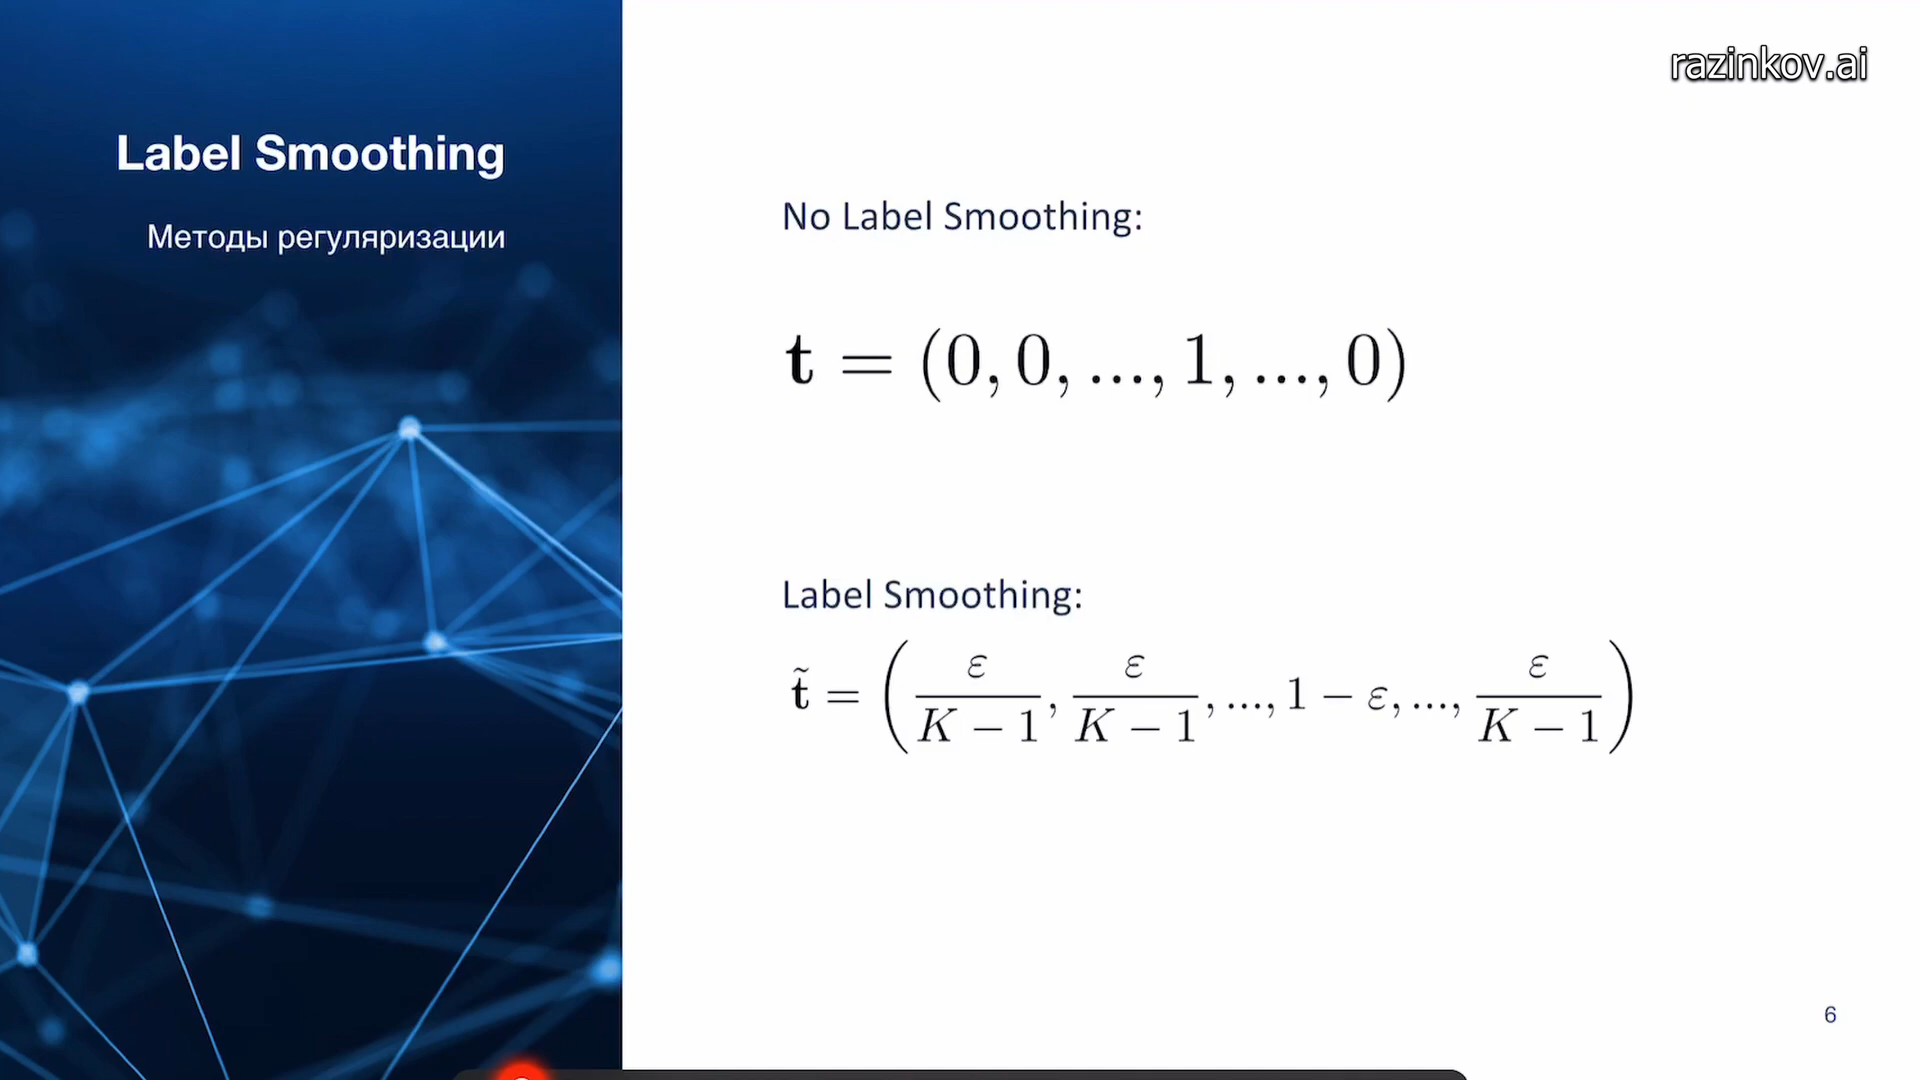 razinkov.ai
Label Smoothing
Методы регуляризации
No Label Smoothing:
t = (0, 0, ..., 1, ..., 0)
Label Smoothing:
t̃ = (ε/(K − 1), ε/(K − 1), ..., 1 − ε, ..., ε/(K − 1))
6